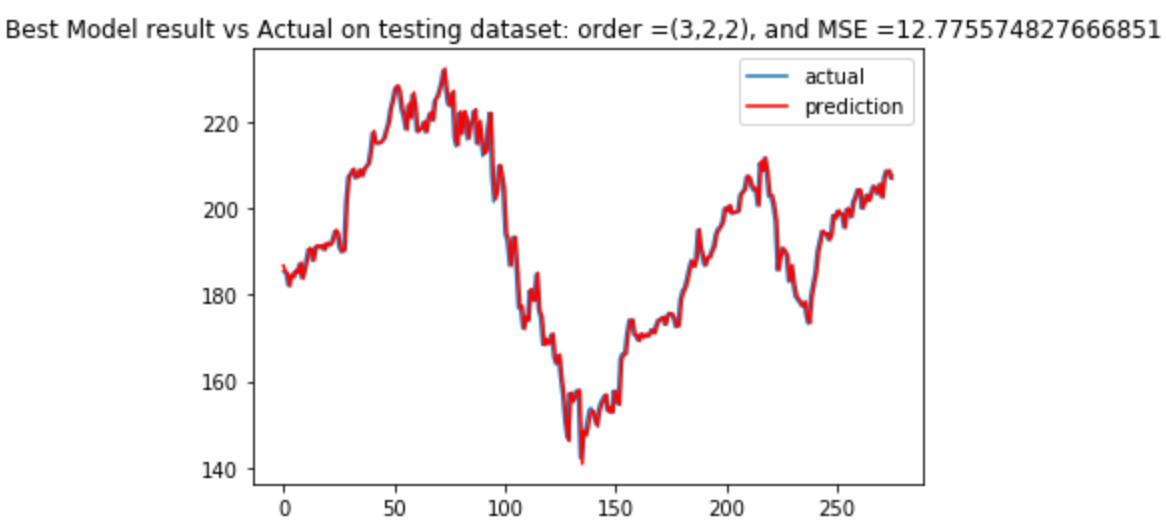 Best Model result vs Actual on testing dataset: order =(3,2,2), and MSE =12.775574827666851
actual
prediction
220
200
180
160
140
0 50 100 150 200 250